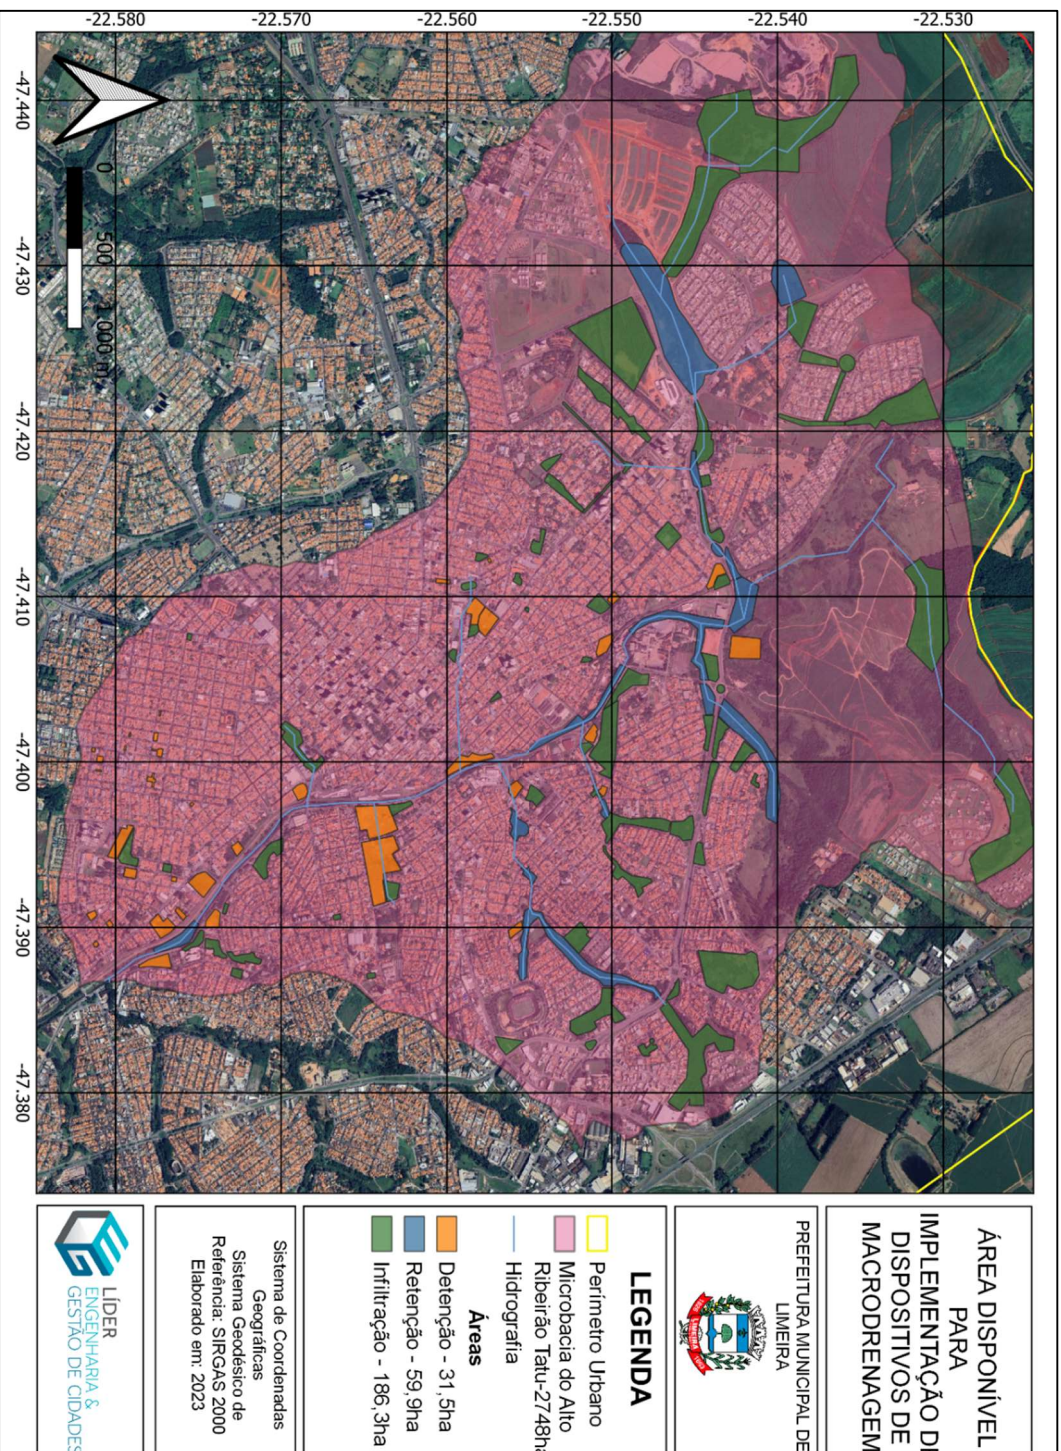 -22.580
-22.570
-22.560
-22.550
-22.540
-22.530
-47.440
-47.430
-47.420
-47.410
-47.400
-47.390
-47.380
0
500
1 000 m
ÁREA DISPONÍVEL
PARA
IMPLEMENTAÇÃO DE
DISPOSITIVOS DE
MACRODRENAGEM
PREFEITURA MUNICIPAL DE
LIMEIRA
LEGENDA
Perímetro Urbano
Microbacia do Alto
Ribeirão Tatu-2748ha
Hidrografia
Áreas
Detenção - 31,5ha
Retenção - 59,9ha
Infiltração - 186,3ha
Sistema de Coordenadas
Geográficas
Sistema Geodésico de
Referência: SIRGAS 2000
Elaborado em: 2023
LÍDER
ENGENHARIA &
GESTÃO DE CIDADES